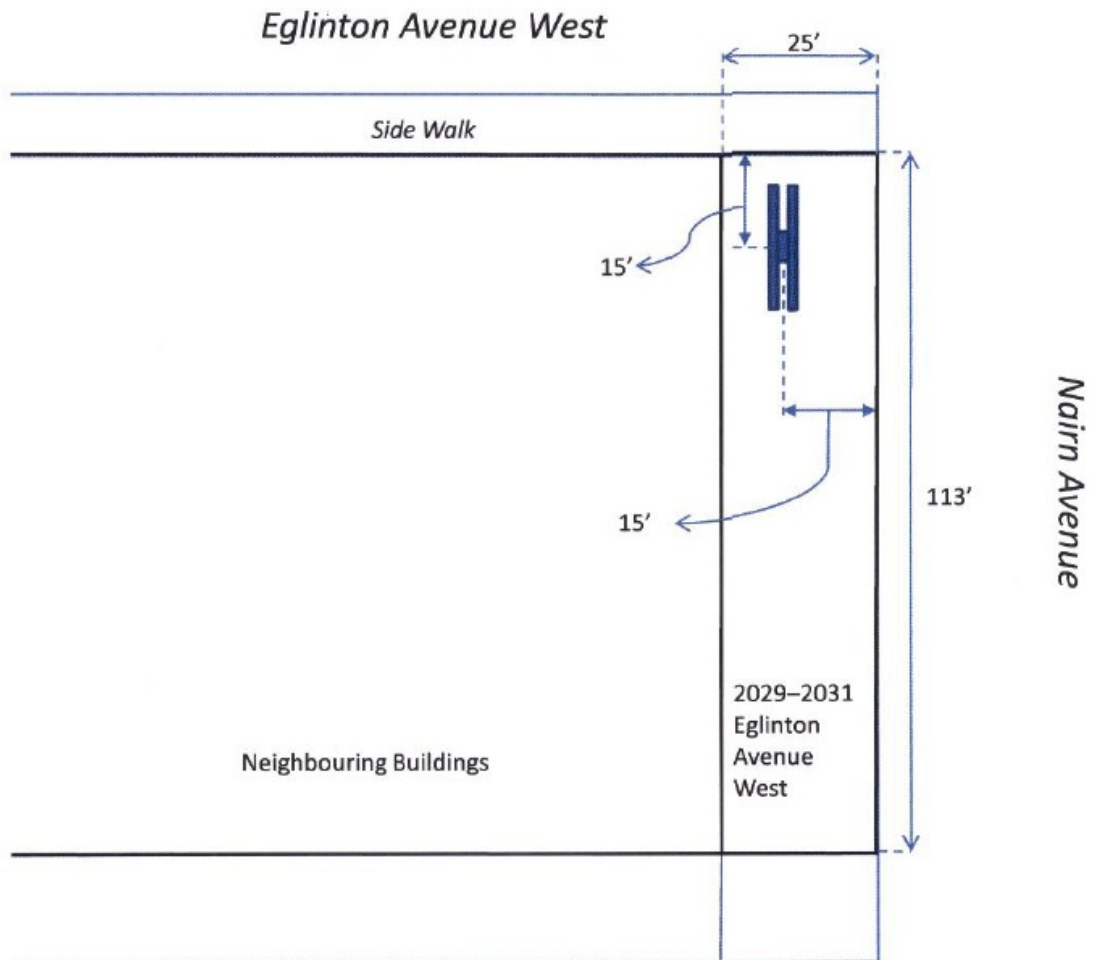 Eglinton Avenue West
25’
Side Walk
15’
Nairn Avenue
113’
15’
2029–2031
Eglinton
Avenue
West
Neighbouring Buildings